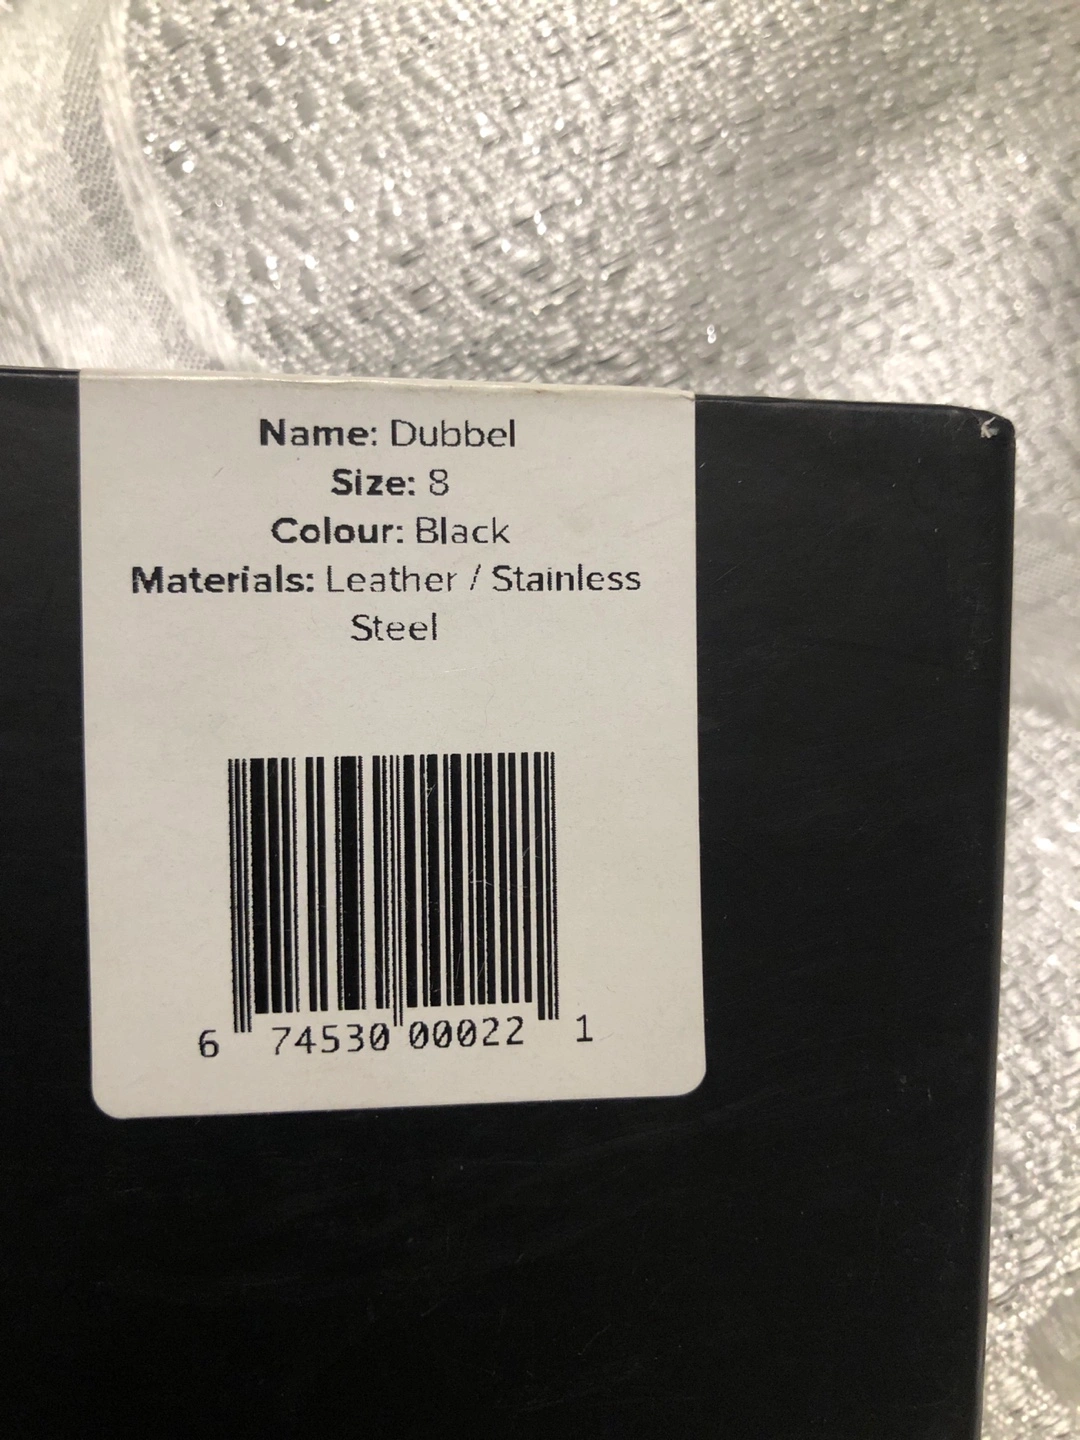 Name: Dubbel
Size: 8
Colour: Black
Materials: Leather / Stainless
Steel
6 74530 00022 1